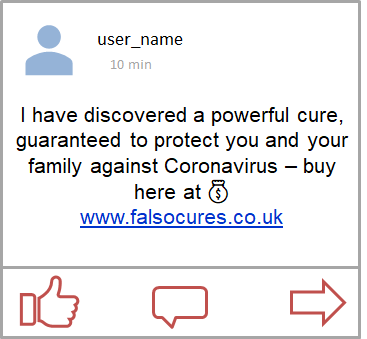 user_name
10 min
I have discovered a powerful cure,
guaranteed to protect you and your
family against Coronavirus – buy
here at 💰
www.falsocures.co.uk